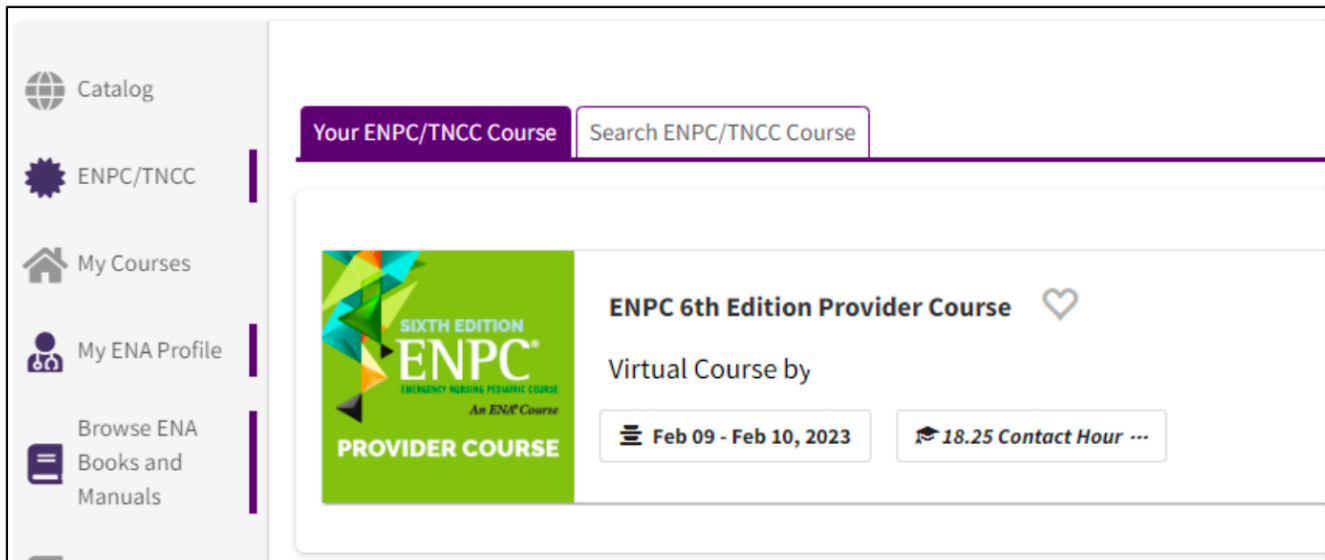 Catalog
ENPC/TNCC
My Courses
My ENA Profile
Browse ENA
Books and
Manuals
Your ENPC/TNCC Course
Search ENPC/TNCC Course
SIXTH EDITION
ENPC®
EMERGENCY NURSING PEDIATRIC COURSE
An ENA® Course
PROVIDER COURSE
ENPC 6th Edition Provider Course
Virtual Course by
Feb 09 - Feb 10, 2023
18.25 Contact Hour ...